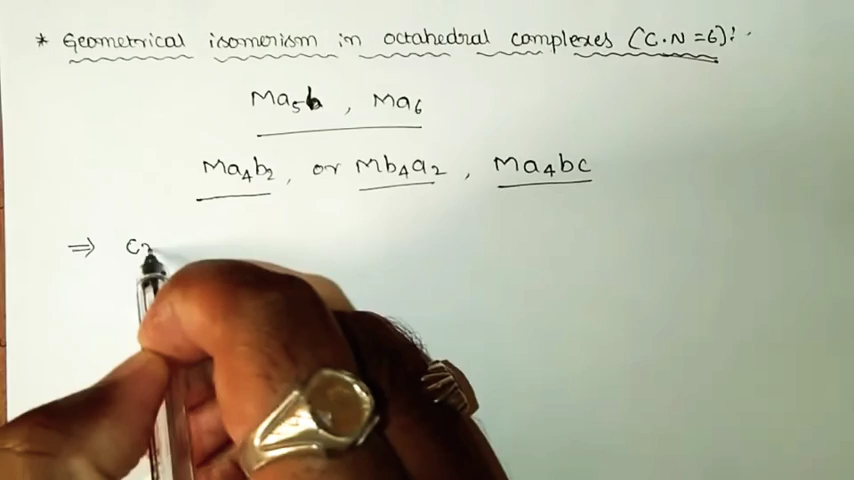 * Geometrical isomerism in octahedral complexes (C.N=6):
Ma₅b , Ma₆
Ma₄b₂, or Mb₄a₂ , Ma₄bc
⇒